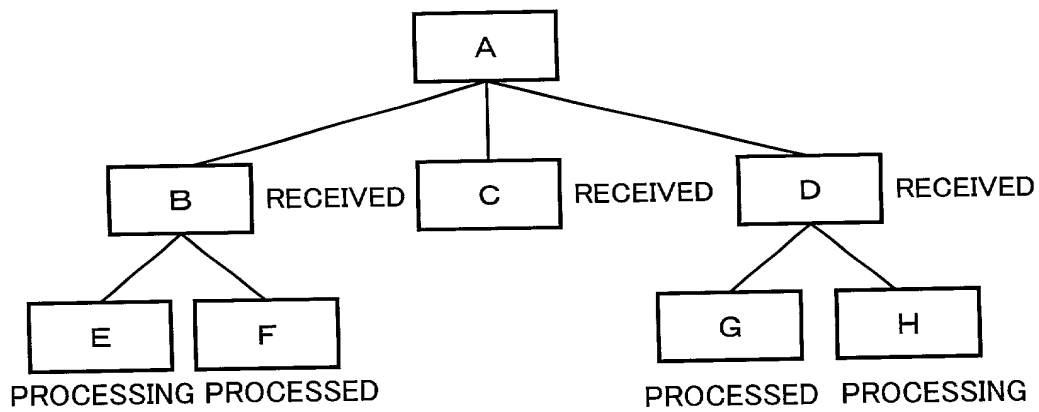 A
B RECEIVED C RECEIVED D RECEIVED
E F G H
PROCESSING PROCESSED PROCESSED PROCESSING